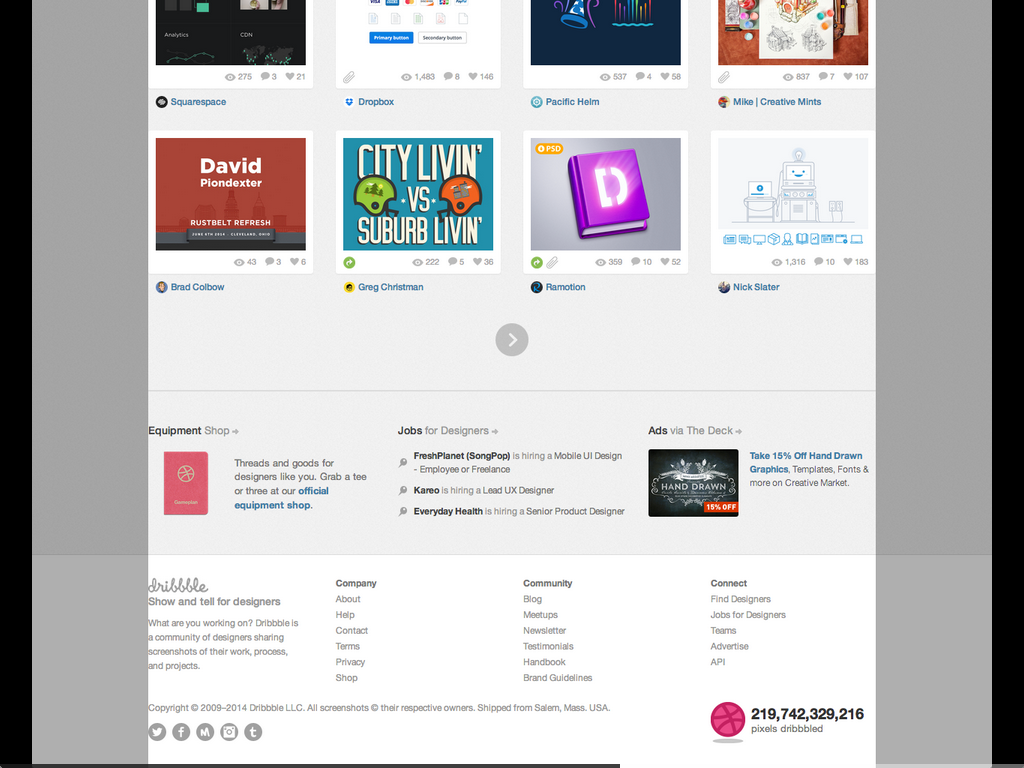 Analytics
CDN
Primary button
Secondary button
275 3 21
1,483 8 146
537 4 58
837 7 107
Squarespace
Dropbox
Pacific Helm
Mike | Creative Mints
David
Piondexter
RUSTBELT REFRESH
JUNE 6TH 2014 - CLEVELAND, OHIO
CITY LIVIN'
VS
SUBURB LIVIN'
PSD
D
43 3 6
222 5 36
359 10 52
1,316 10 183
Brad Colbow
Greg Christman
Ramotion
Nick Slater
Equipment Shop
Threads and goods for
designers like you. Grab a tee
or three at our official
equipment shop.
Jobs for Designers
FreshPlanet (SongPop) is hiring a Mobile UI Design
- Employee or Freelance
Kareo is hiring a Lead UX Designer
Everyday Health is hiring a Senior Product Designer
Ads via The Deck
HAND DRAWN
15% OFF
Take 15% Off Hand Drawn
Graphics, Templates, Fonts &
more on Creative Market.
dribbble
Show and tell for designers
What are you working on? Dribbble is
a community of designers sharing
screenshots of their work, process,
and projects.
Company
About
Help
Contact
Terms
Privacy
Shop
Community
Blog
Meetups
Newsletter
Testimonials
Handbook
Brand Guidelines
Connect
Find Designers
Jobs for Designers
Teams
Advertise
API
Copyright © 2009–2014 Dribbble LLC. All screenshots © their respective owners. Shipped from Salem, Mass. USA.
219,742,329,216
pixels dribbbled